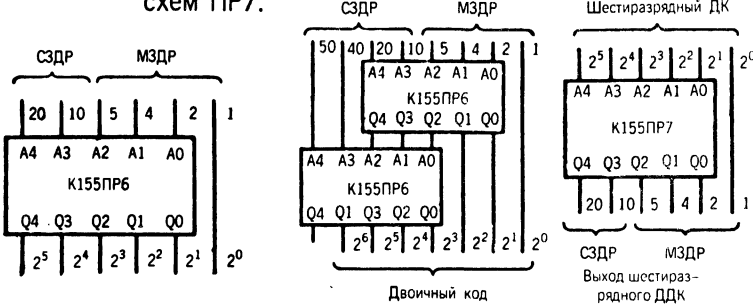 схем ПР7.
СЗДР МЗДР
20 10 5 4 2 1
A4 A3 A2 A1 A0
К155ПР6
Q4 Q3 Q2 Q1 Q0
2⁵ 2⁴ 2³ 2² 2¹ 2⁰
СЗДР МЗДР
50 40 20 10 5 4 2 1
A4 A3 A2 A1 A0
К155ПР6
Q4 Q3 Q2 Q1 Q0
A4 A3 A2 A1 A0
К155ПР6
Q4 Q1 Q3 Q2 Q0
2⁶ 2⁵ 2⁴ 2³ 2² 2¹ 2⁰
Двоичный код
Шестиразрядный ДК
2⁵ 2⁴ 2³ 2² 2¹ 2⁰
A4 A3 A2 A1 A0
К155ПР7
Q4 Q3 Q2 Q1 Q0
20 10 5 4 2 1
СЗДР МЗДР
Выход шестираз-
рядного ДДК